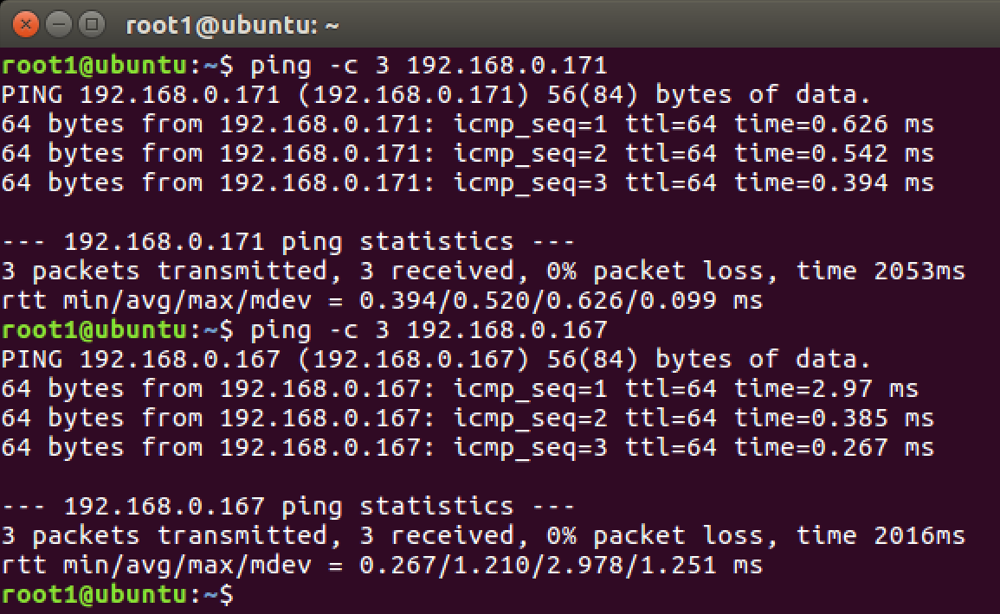 root1@ubuntu: ~
root1@ubuntu:~$ ping -c 3 192.168.0.171
PING 192.168.0.171 (192.168.0.171) 56(84) bytes of data.
64 bytes from 192.168.0.171: icmp_seq=1 ttl=64 time=0.626 ms
64 bytes from 192.168.0.171: icmp_seq=2 ttl=64 time=0.542 ms
64 bytes from 192.168.0.171: icmp_seq=3 ttl=64 time=0.394 ms
--- 192.168.0.171 ping statistics ---
3 packets transmitted, 3 received, 0% packet loss, time 2053ms
rtt min/avg/max/mdev = 0.394/0.520/0.626/0.099 ms
root1@ubuntu:~$ ping -c 3 192.168.0.167
PING 192.168.0.167 (192.168.0.167) 56(84) bytes of data.
64 bytes from 192.168.0.167: icmp_seq=1 ttl=64 time=2.97 ms
64 bytes from 192.168.0.167: icmp_seq=2 ttl=64 time=0.385 ms
64 bytes from 192.168.0.167: icmp_seq=3 ttl=64 time=0.267 ms
--- 192.168.0.167 ping statistics ---
3 packets transmitted, 3 received, 0% packet loss, time 2016ms
rtt min/avg/max/mdev = 0.267/1.210/2.978/1.251 ms
root1@ubuntu:~$